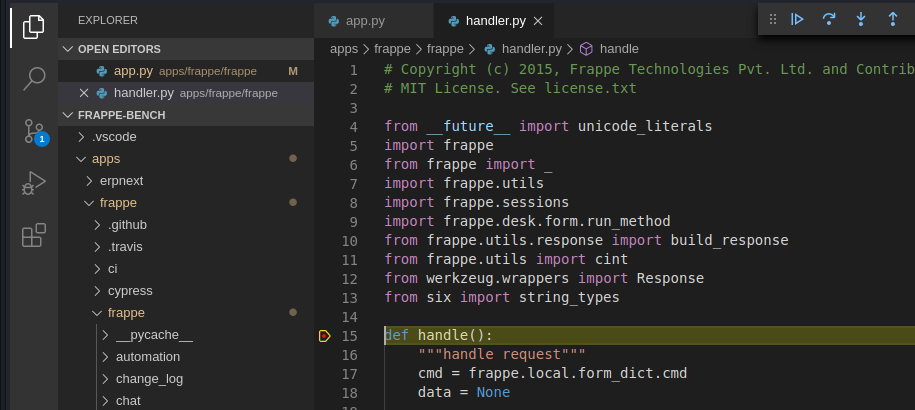 EXPLORER
OPEN EDITORS
app.py apps/frappe/frappe M
handler.py apps/frappe/frappe
FRAPPE-BENCH
.vscode
apps
erpnext
frappe
.github
.travis
ci
cypress
frappe
__pycache__
automation
change_log
chat
1
app.py
handler.py
apps > frappe > frappe > handler.py > handle
1 # Copyright (c) 2015, Frappe Technologies Pvt. Ltd. and Contrib
2 # MIT License. See license.txt
3
4 from __future__ import unicode_literals
5 import frappe
6 from frappe import _
7 import frappe.utils
8 import frappe.sessions
9 import frappe.desk.form.run_method
10 from frappe.utils.response import build_response
11 from frappe.utils import cint
12 from werkzeug.wrappers import Response
13 from six import string_types
14
15 def handle():
16 """handle request"""
17 cmd = frappe.local.form_dict.cmd
18 data = None